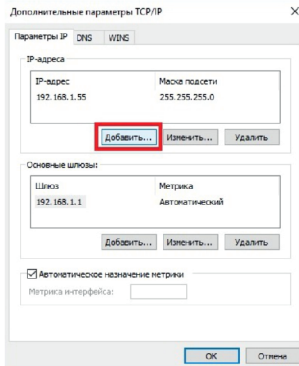 Дополнительные параметры TCP/IP
Параметры IP DNS WINS
IP-адреса
IP-адрес Маска подсети
192.168.1.55 255.255.255.0
Добавить... Изменить... Удалить
Основные шлюзы:
Шлюз Метрика
192.168.1.1 Автоматический
Добавить... Изменить... Удалить
Автоматическое назначение метрики
Метрика интерфейса:
ОК Отмена